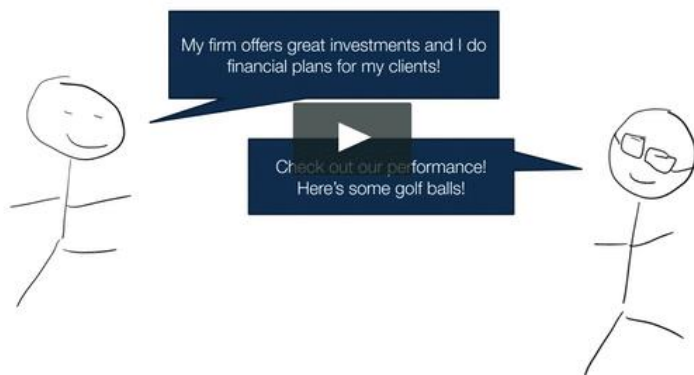 My firm offers great investments and I do
financial plans for my clients!
Check out our performance!
Here's some golf balls!